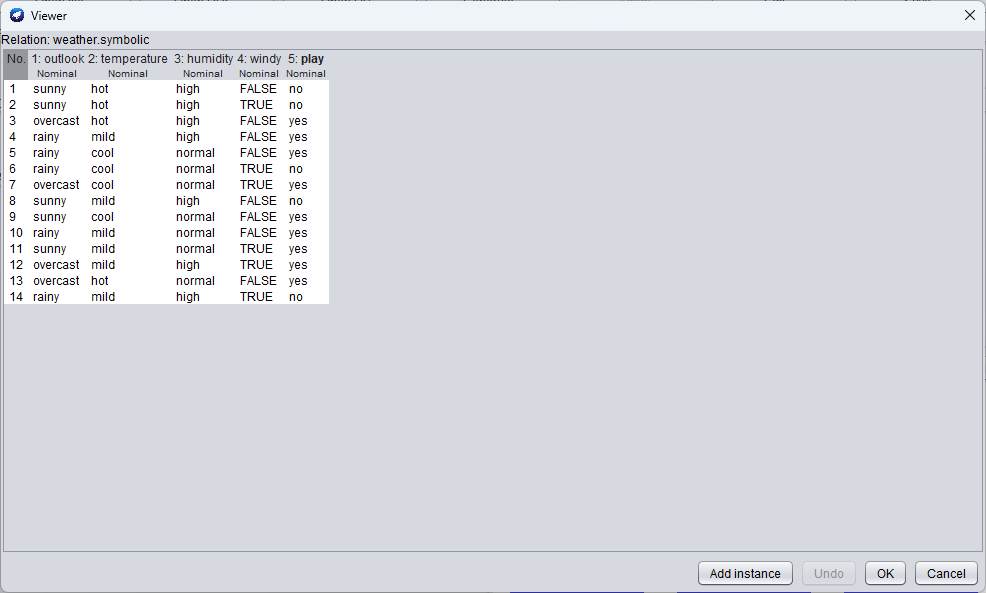 Viewer
Relation: weather.symbolic
No. 1: outlook 2: temperature 3: humidity 4: windy 5: play
Nominal Nominal Nominal Nominal Nominal
1 sunny hot high FALSE no
2 sunny hot high TRUE no
3 overcast hot high FALSE yes
4 rainy mild high FALSE yes
5 rainy cool normal FALSE yes
6 rainy cool normal TRUE no
7 overcast cool normal TRUE yes
8 sunny mild high FALSE no
9 sunny cool normal FALSE yes
10 rainy mild normal FALSE yes
11 sunny mild normal TRUE yes
12 overcast mild high TRUE yes
13 overcast hot normal FALSE yes
14 rainy mild high TRUE no
Add instance Undo OK Cancel